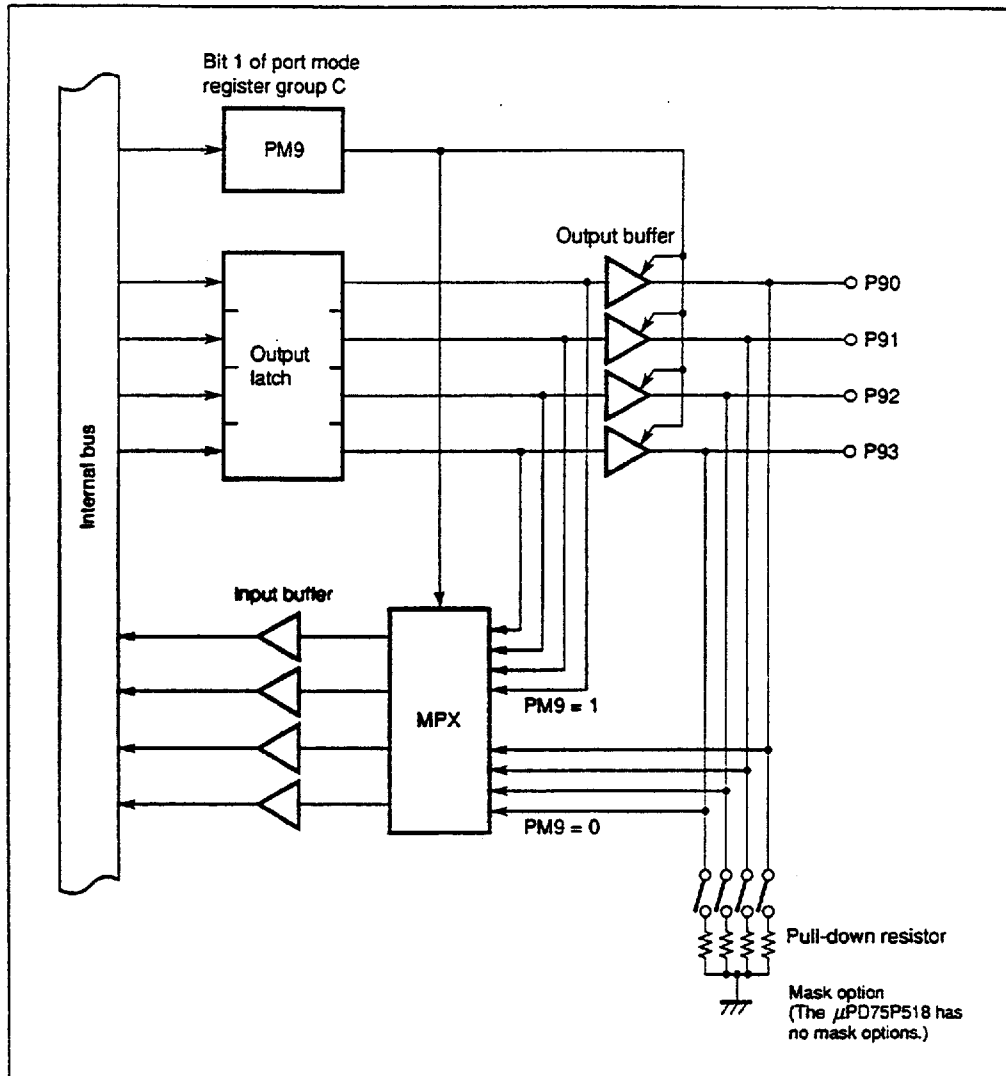 Bit 1 of port mode
register group C
PM9
Output buffer
P90
P91
Output
latch
P92
P93
Internal bus
Input buffer
MPX
PM9 = 1
PM9 = 0
Pull-down resistor
Mask option
(The μPD75P518 has
no mask options.)